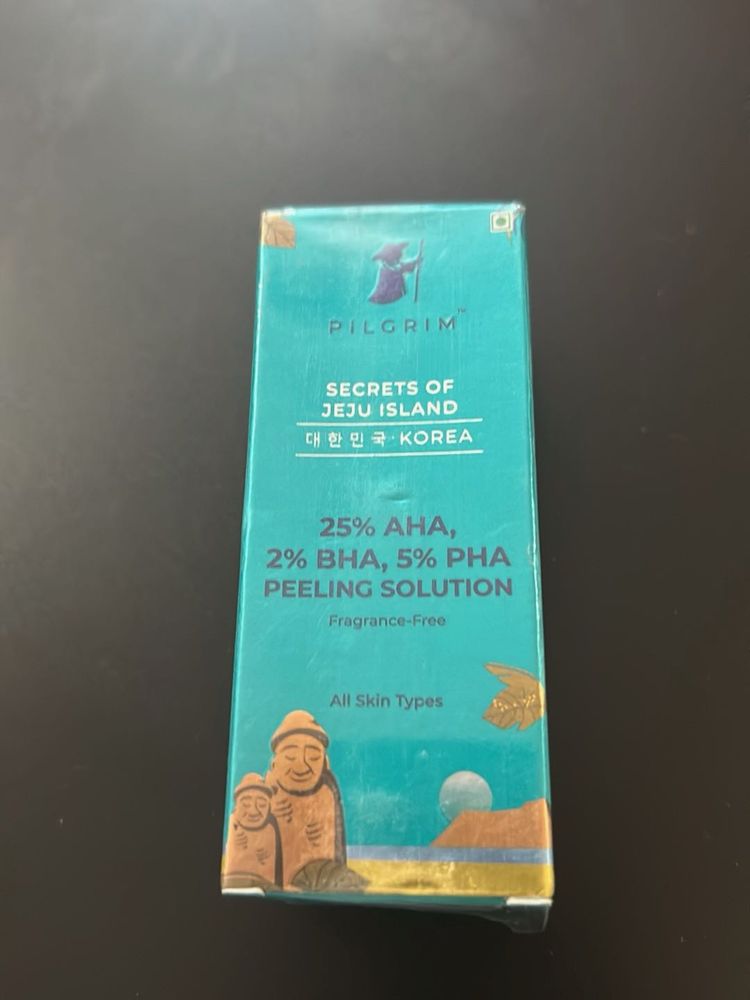 PILGRIM™
SECRETS OF
JEJU ISLAND
대한민국·KOREA
25% AHA,
2% BHA, 5% PHA
PEELING SOLUTION
Fragrance-Free
All Skin Types